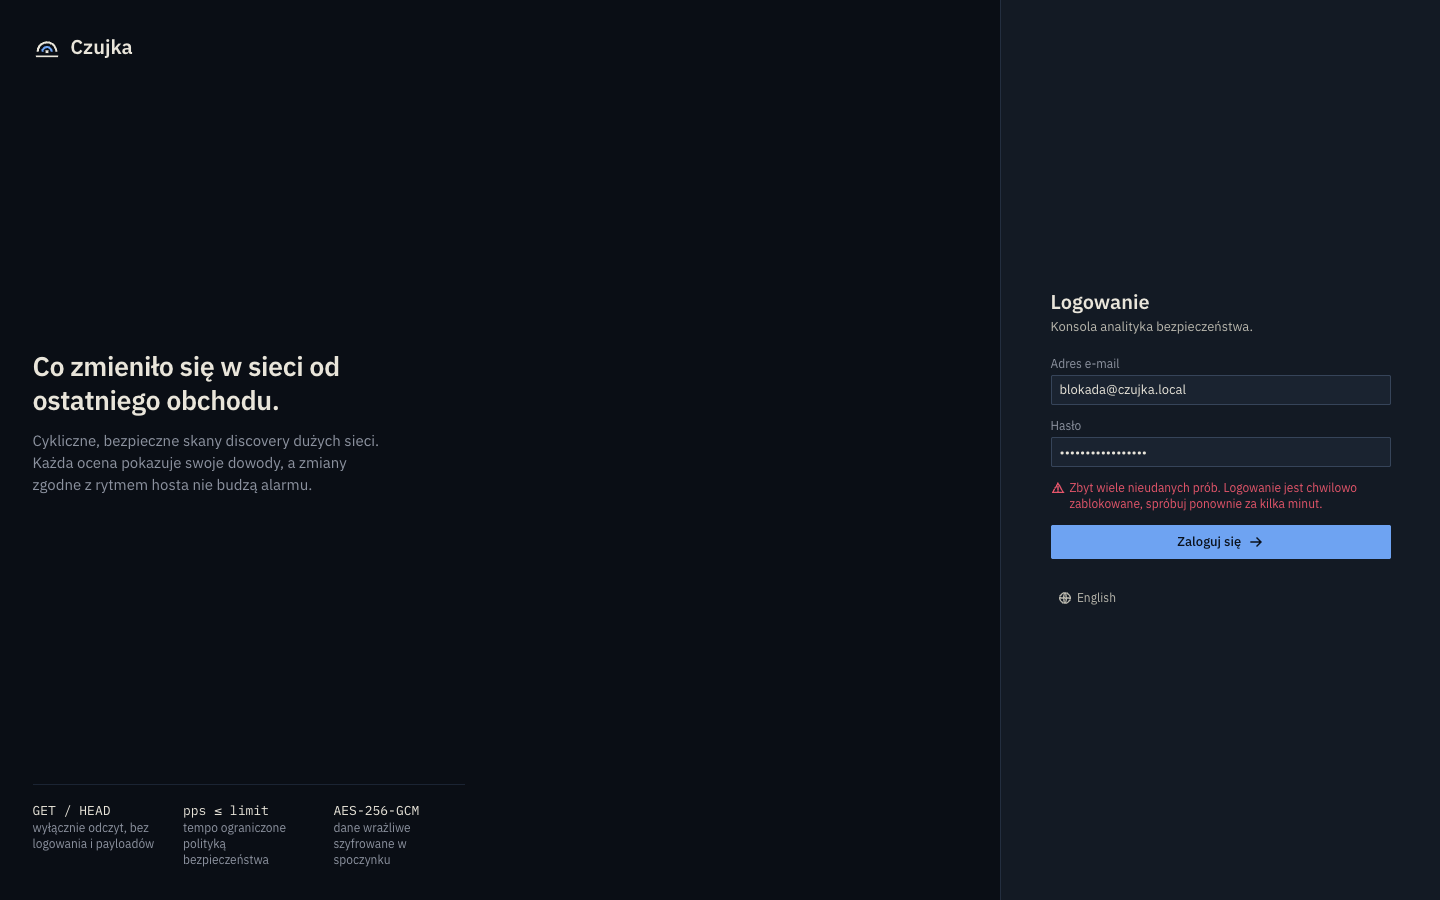 Czujka
Co zmieniło się w sieci od
ostatniego obchodu.
Cykliczne, bezpieczne skany discovery dużych sieci.
Każda ocena pokazuje swoje dowody, a zmiany
zgodne z rytmem hosta nie budzą alarmu.
GET / HEAD
wyłącznie odczyt, bez
logowania i payloadów
pps ≤ limit
tempo ograniczone
polityką
bezpieczeństwa
AES-256-GCM
dane wrażliwe
szyfrowane w
spoczynku
Logowanie
Konsola analityka bezpieczeństwa.
Adres e-mail
blokada@czujka.local
Hasło
•••••••••••••••••
Zbyt wiele nieudanych prób. Logowanie jest chwilowo
zablokowane, spróbuj ponownie za kilka minut.
Zaloguj się →
English